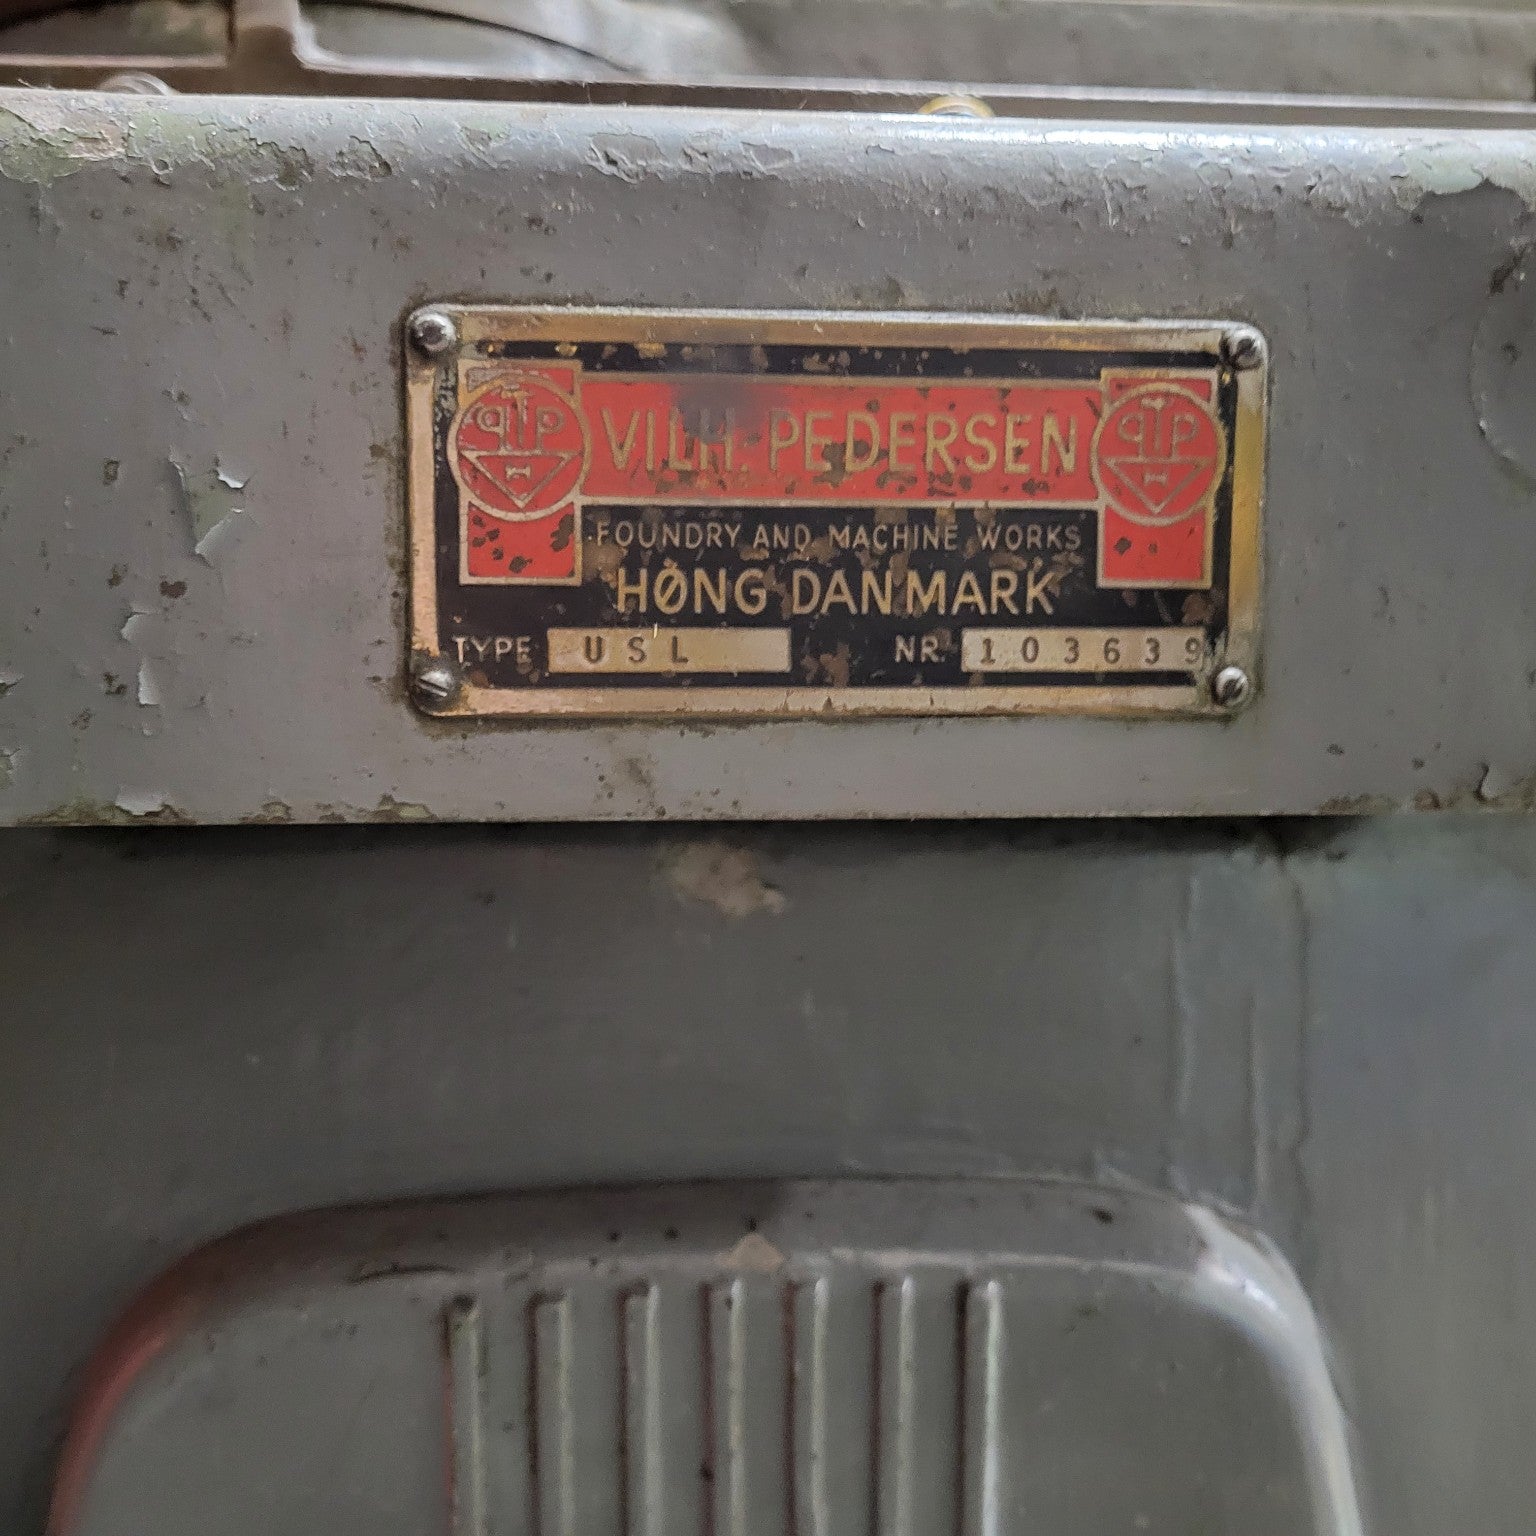 VILH. PEDERSEN
FOUNDRY AND MACHINE WORKS
HØNG DANMARK
TYPE USL NR. 103639